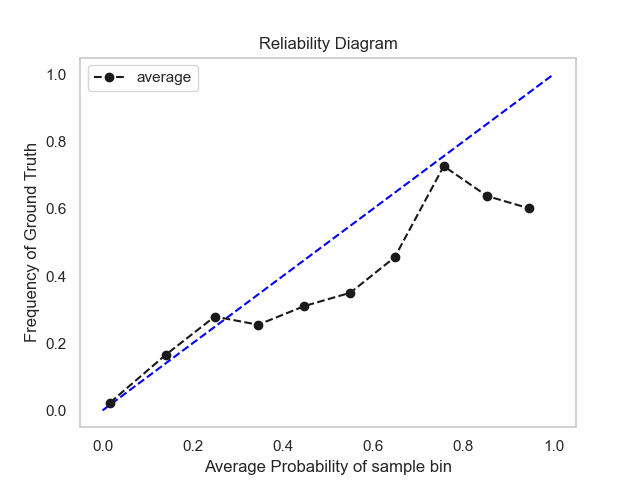 Reliability Diagram
average
1.0
0.8
0.6
0.4
0.2
0.0
Frequency of Ground Truth
0.0 0.2 0.4 0.6 0.8 1.0
Average Probability of sample bin